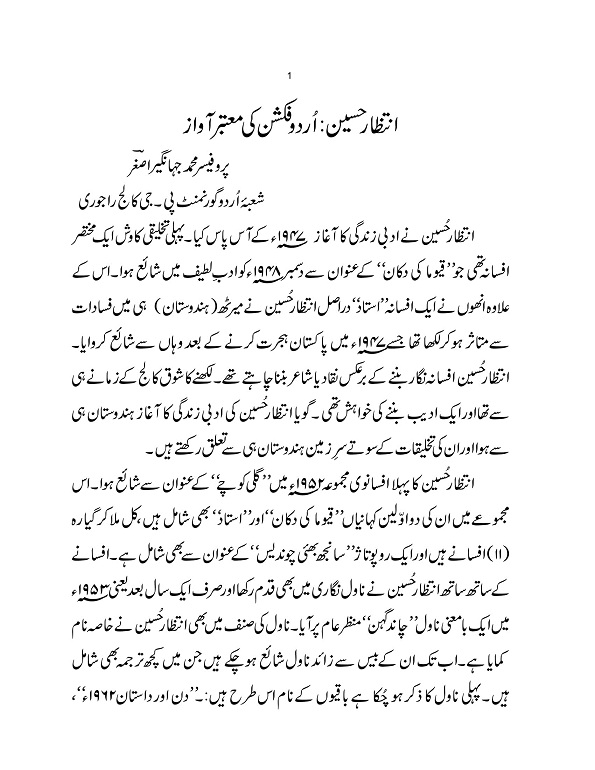 1
انتظار حسین: اُردو فکشن کی معتبر آواز
پروفیسر محمد جہانگیر اصغرؔ
شعبۂ اُردو گورنمنٹ پی۔ جی کالج راجوری
انتظار حُسین نے ادبی زندگی کا آغاز ۱۹۴۷ء کے آس پاس کیا۔ پہلی تخلیقی کاوش ایک مختصر
افسانہ تھی جو ’’قیوما کی دکان‘‘ کے عنوان سے دسمبر ۱۹۴۸ء کو ادب لطیف میں شائع ہوا۔ اس کے
علاوہ انھوں نے ایک افسانہ ’’استاذ‘‘ دراصل انتظار حُسین نے میرٹھ (ہندوستان) ہی میں فسادات
سے متاثر ہو کر لکھا تھا جسے ۱۹۴۷ء میں پاکستان ہجرت کرنے کے بعد وہاں سے شائع کروایا۔
انتظار حُسین افسانہ نگار بننے کے برعکس نقاد یا شاعر بننا چاہتے تھے۔ لکھنے کا شوق کالج کے زمانے ہی
سے تھا اور ایک ادیب بننے کی خواہش تھی۔ گویا انتظار حُسین کی ادبی زندگی کا آغاز ہندوستان ہی
سے ہوا اور ان کی تخلیقات کے سوتے سرِ زمین ہندوستان ہی سے تعلق رکھتے ہیں۔
انتظار حُسین کا پہلا افسانوی مجموعہ ۱۹۵۲ء میں ’’گلی کوچے‘‘ کے عنوان سے شائع ہوا۔ اس
مجموعے میں ان کی دو اوّلین کہانیاں ’’قیوما کی دکان‘‘ اور ’’استاذ‘‘ بھی شامل ہیں، کل ملا کر گیارہ
(۱۱) افسانے ہیں اور ایک رپوتاژ ’’سانجھ بھئی چوندیس‘‘ کے عنوان سے بھی شامل ہے۔ افسانے
کے ساتھ ساتھ انتظار حُسین نے ناول نگاری میں بھی قدم رکھا اور صرف ایک سال بعد یعنی ۱۹۵۳ء
میں ایک بامعنی ناول ’’چاند گہن‘‘ منظر عام پر آیا۔ ناول کی صنف میں بھی انتظار حُسین نے خاصہ نام
کمایا ہے۔ اب تک ان کے بیس سے زائد ناول شائع ہو چکے ہیں جن میں کچھ ترجمہ بھی شامل
ہیں۔ پہلی ناول کا ذکر ہو چُکا ہے باقیوں کے نام اس طرح ہیں:۔ ’’دن اور داستان ۱۹۶۲ء‘‘،